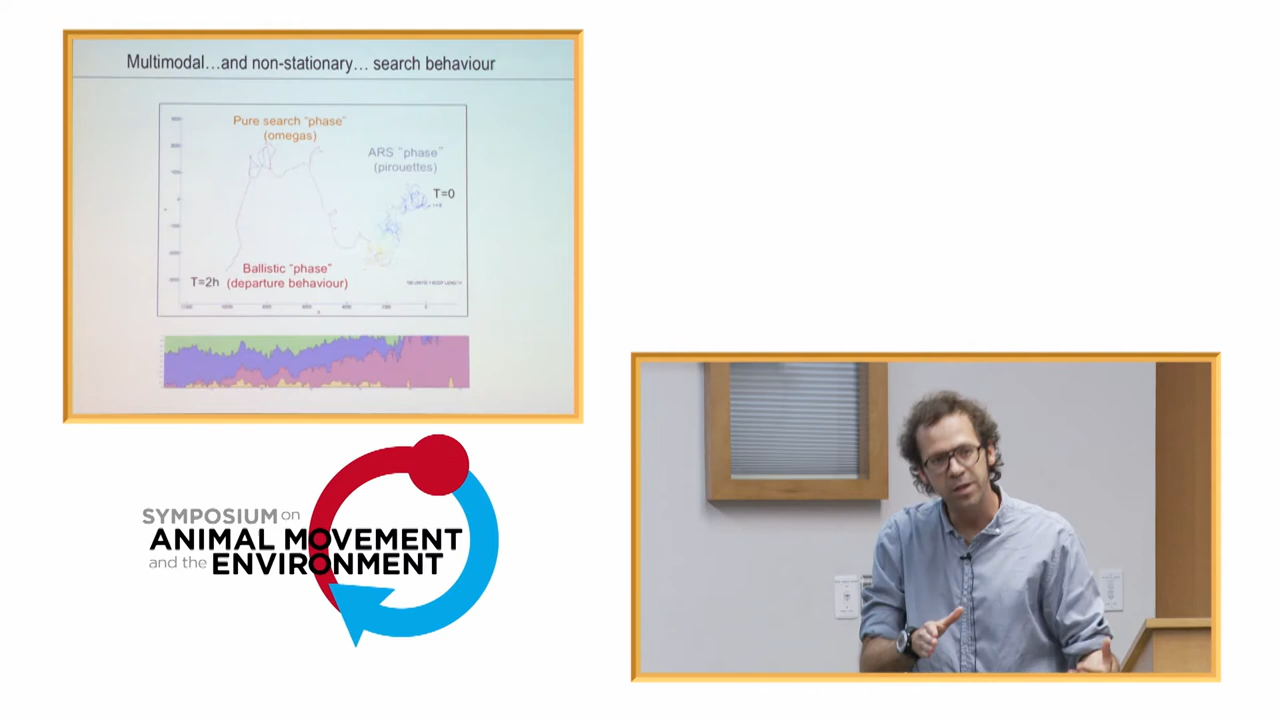 Multimodal…and non-stationary… search behaviour
Pure search "phase"
(omegas)
ARS "phase"
(pirouettes)
T=0
Ballistic "phase"
T=2h (departure behaviour)
SYMPOSIUM on
ANIMAL MOVEMENT
and the ENVIRONMENT